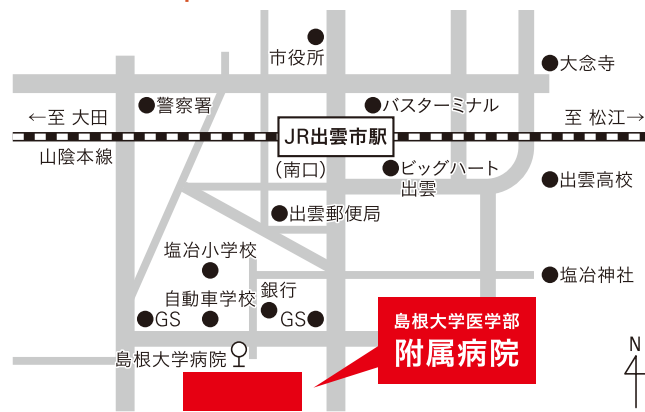 市役所
大念寺
警察署
バスターミナル
←至 大田
至 松江→
JR出雲市駅
山陰本線
(南口)
ビッグハート
出雲
出雲高校
出雲郵便局
塩冶小学校
塩冶神社
自動車学校
銀行
GS
GS
島根大学医学部
附属病院
島根大学病院
N